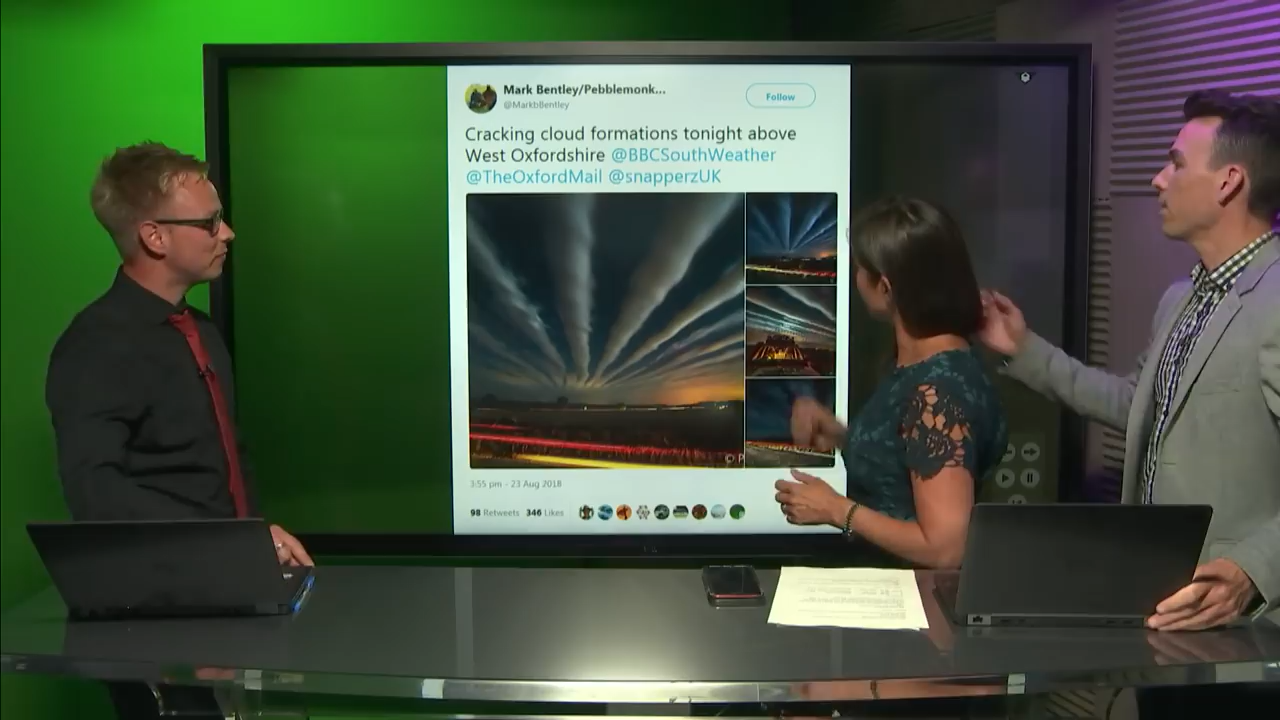 Mark Bentley/Pebblemonk...
@MarkbBentley
Follow
Cracking cloud formations tonight above
West Oxfordshire @BBCSouthWeather
@TheOxfordMail @snapperzUK
© P
3:55 pm - 23 Aug 2018
98 Retweets 346 Likes